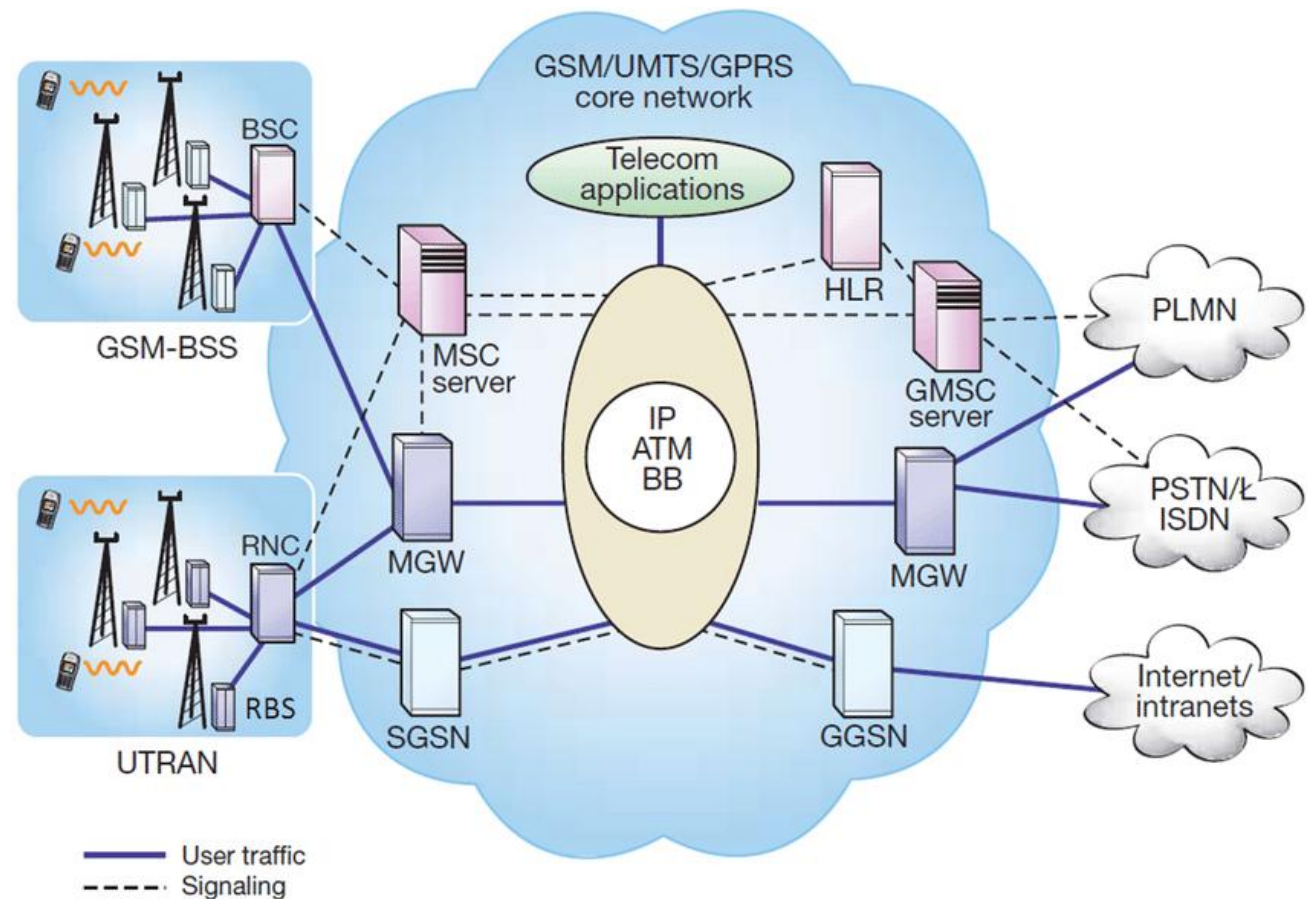 GSM/UMTS/GPRS
core network
BSC
Telecom
applications
HLR
PLMN
GSM-BSS
MSC
server
GMSC
server
IP
ATM
BB
PSTN/Ł
ISDN
RNC
MGW
MGW
RBS
SGSN
GGSN
Internet/
intranets
UTRAN
User traffic
Signaling